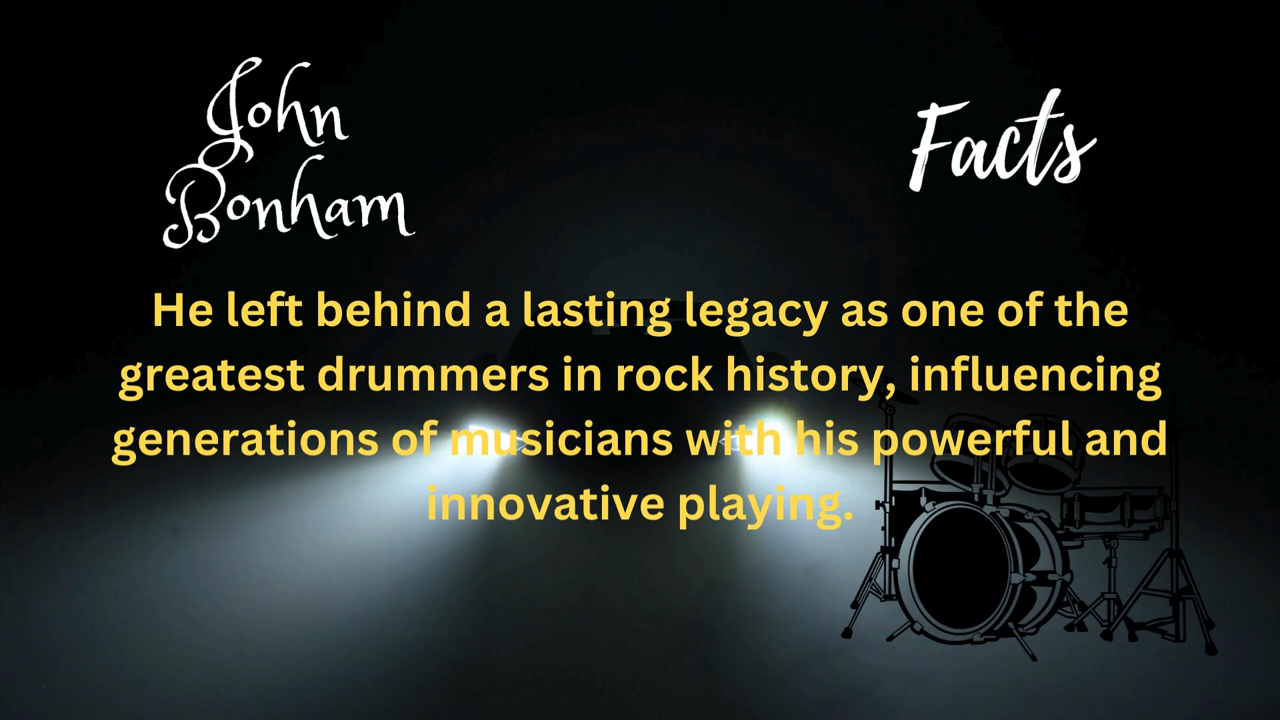 John
Bonham
Facts
He left behind a lasting legacy as one of the
greatest drummers in rock history, influencing
generations of musicians with his powerful and
innovative playing.